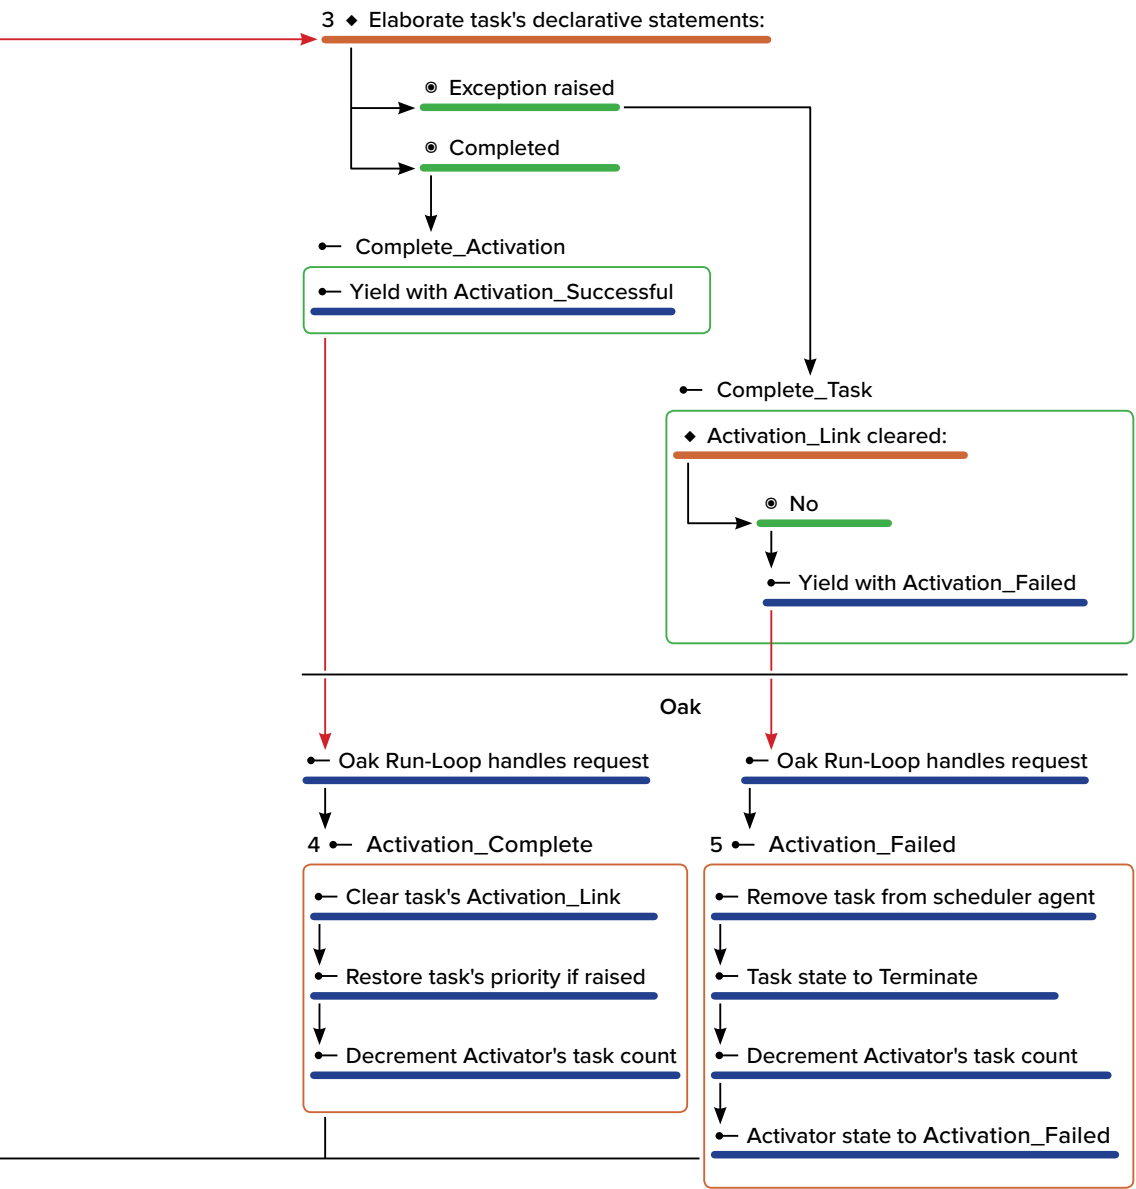 3 ◆ Elaborate task's declarative statements:
Exception raised
Completed
Complete_Activation
Yield with Activation_Successful
Complete_Task
Activation_Link cleared:
No
Yield with Activation_Failed
Oak
Oak Run-Loop handles request
Oak Run-Loop handles request
4 Activation_Complete
Clear task's Activation_Link
Restore task's priority if raised
Decrement Activator's task count
5 Activation_Failed
Remove task from scheduler agent
Task state to Terminate
Decrement Activator's task count
Activator state to Activation_Failed